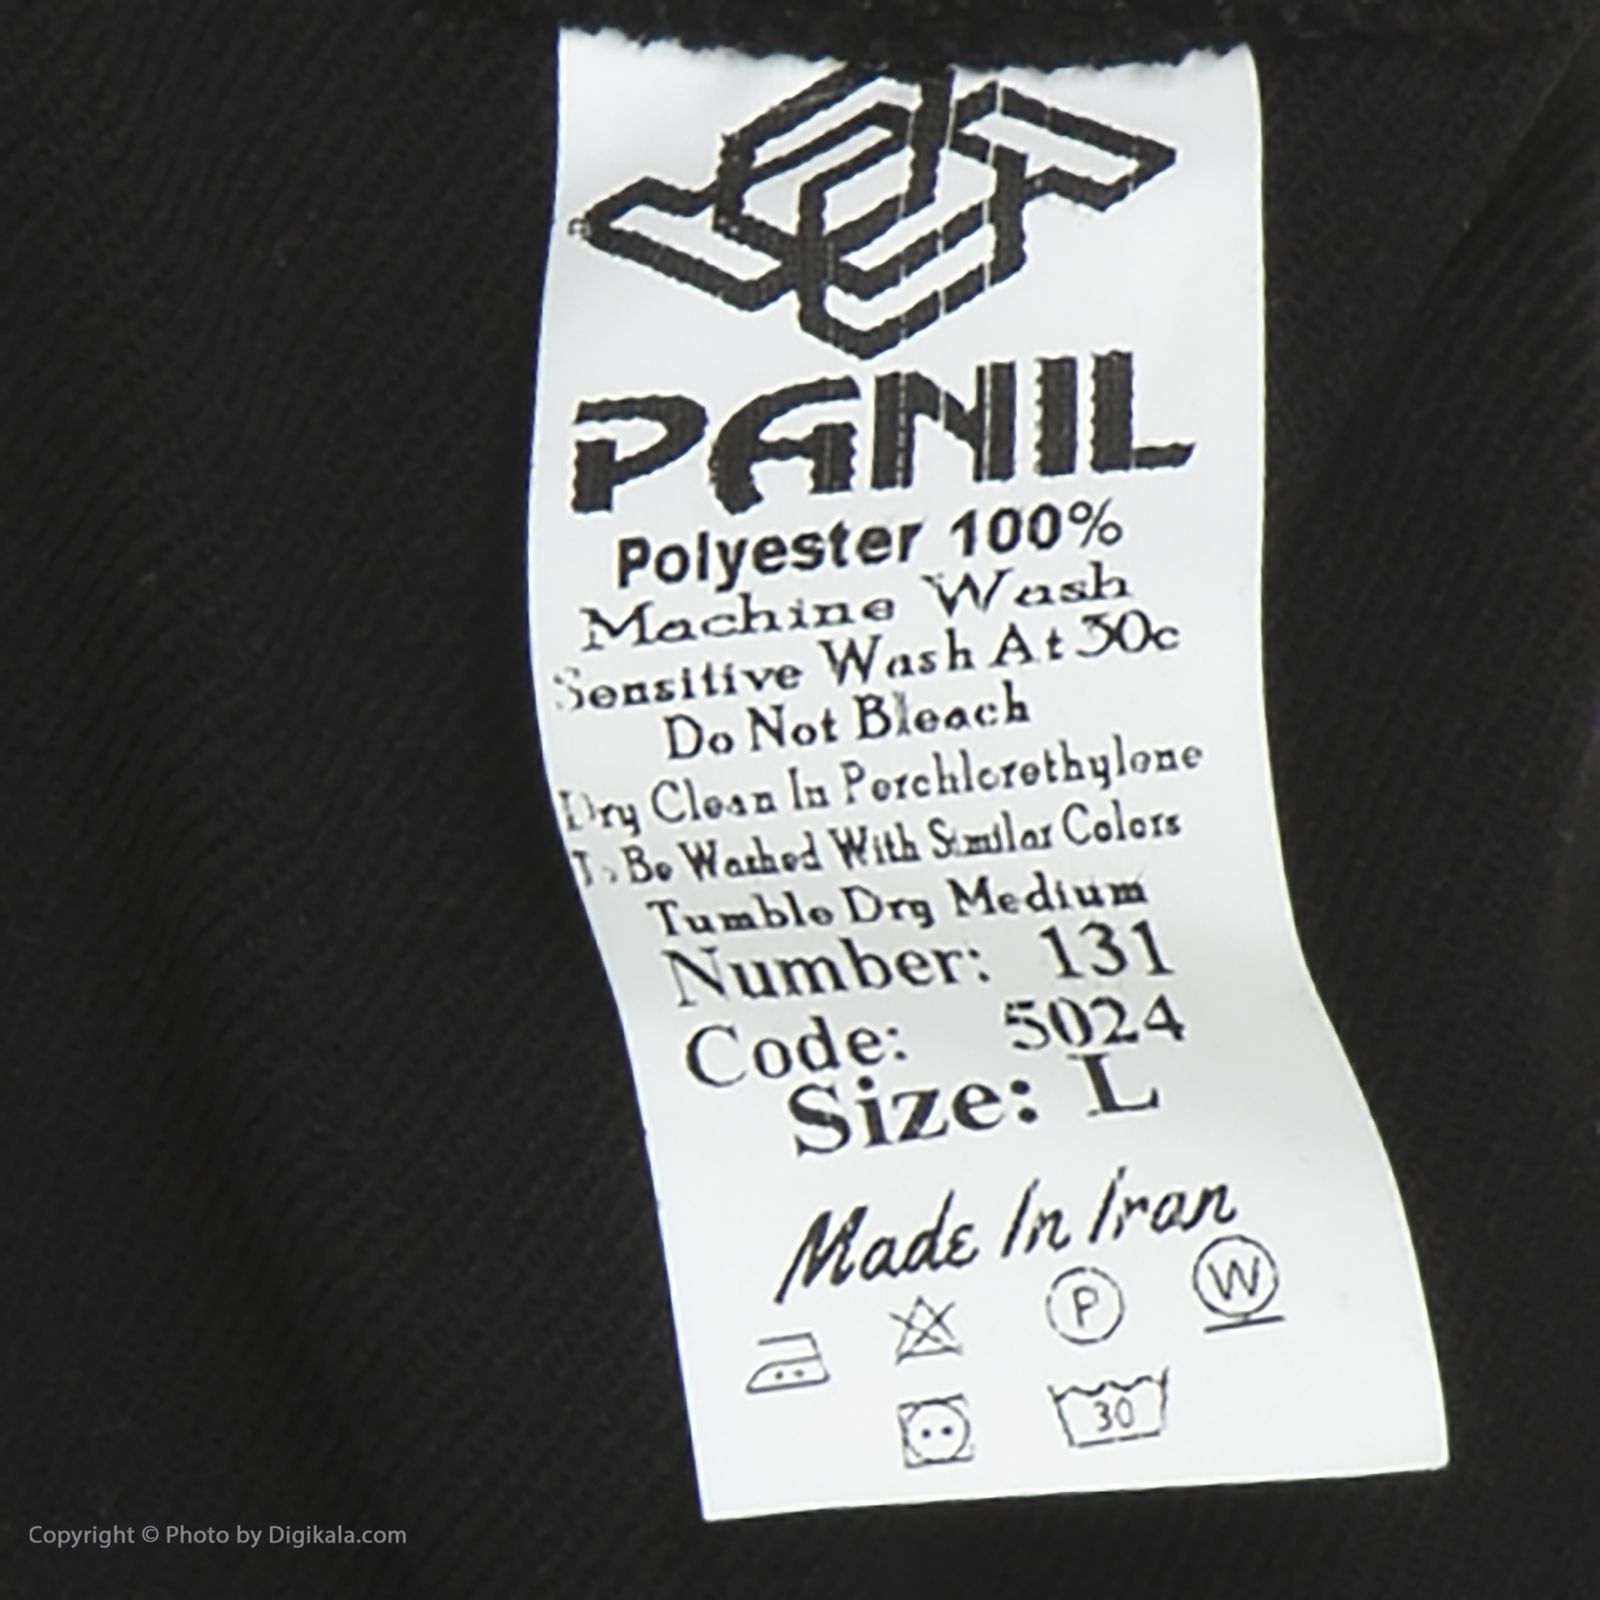 PANIL
Polyester 100%
Machine Wash
Sensitive Wash At 30c
Do Not Bleach
Dry Clean In Perchlorethylene
To Be Washed With Similar Colors
Tumble Dry Medium
Number: 131
Code: 5024
Size: L
Made In Iran
P W
30
Copyright © Photo by Digikala.com